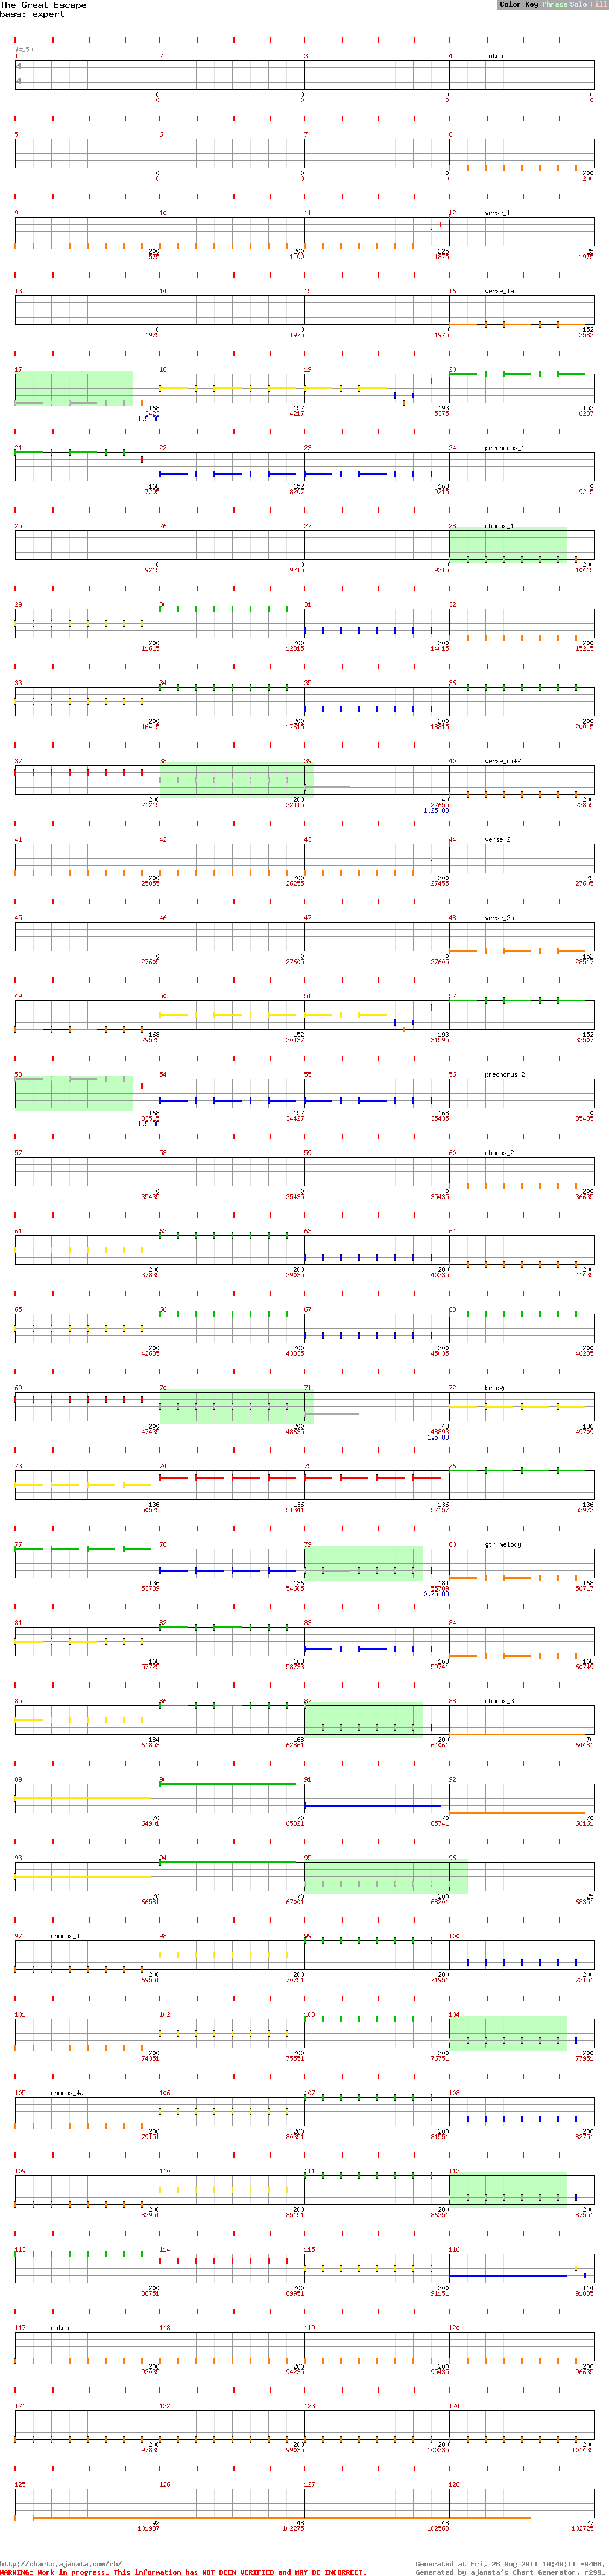 The Great Escape
bass: expert
Color Key Phrase Solo Fill
♩=150
1 2 3 4 intro
4
4
0 0 0 0
0 0 0 0
5 6 7 8
0 0 0 200
0 0 0 200
9 10 11 12 verse_1
200 200 225 25
575 1100 1875 1975
13 14 15 16 verse_1a
0 0 0 152
1975 1975 1975 2583
17 18 19 20
168 152 193 152
3423 4217 5375 6287
1.5 OD
21 22 23 24 prechorus_1
168 152 168 0
7295 8207 9215 9215
25 26 27 28 chorus_1
0 0 0 200
9215 9215 9215 10415
29 30 31 32
200 200 200 200
11615 12815 14015 15215
33 34 35 36
200 200 200 200
16415 17615 18815 20015
37 38 39 40 verse_riff
200 200 40 200
21215 22415 22655 23855
1.25 OD
41 42 43 44 verse_2
200 200 200 25
25055 26255 27455 27605
45 46 47 48 verse_2a
0 0 0 152
27605 27605 27605 28517
49 50 51 52
168 152 193 152
29525 30437 31595 32507
53 54 55 56 prechorus_2
168 152 168 0
33515 34427 35435 35435
1.5 OD
57 58 59 60 chorus_2
0 0 0 200
35435 35435 35435 36635
61 62 63 64
200 200 200 200
37835 39035 40235 41435
65 66 67 68
200 200 200 200
42635 43835 45035 46235
69 70 71 72 bridge
200 200 43 136
47435 48635 48893 49709
1.5 OD
73 74 75 76
136 136 136 136
50525 51341 52157 52973
77 78 79 80 gtr_melody
136 136 184 168
53789 54605 55709 56717
0.75 OD
81 82 83 84
168 168 168 168
57725 58733 59741 60749
85 86 87 88 chorus_3
184 168 200 70
61853 62861 64061 64481
89 90 91 92
70 70 70 70
64901 65321 65741 66161
93 94 95 96
70 70 200 25
66581 67001 68201 68351
97 chorus_4 98 99 100
200 200 200 200
69551 70751 71951 73151
101 102 103 104
200 200 200 200
74351 75551 76751 77951
105 chorus_4a 106 107 108
200 200 200 200
79151 80351 81551 82751
109 110 111 112
200 200 200 200
83951 85151 86351 87551
113 114 115 116
200 200 200 114
88751 89951 91151 91835
117 outro 118 119 120
200 200 200 200
93035 94235 95435 96635
121 122 123 124
200 200 200 200
97835 99035 100235 101435
125 126 127 128
92 48 48 27
101987 102275 102563 102725
http://charts.ajanata.com/rb/
Generated at Fri, 26 Aug 2011 10:49:11 -0400.
WARNING: Work in progress. This information has NOT BEEN VERIFIED and MAY BE INCORRECT.
Generated by ajanata's Chart Generator, r299.